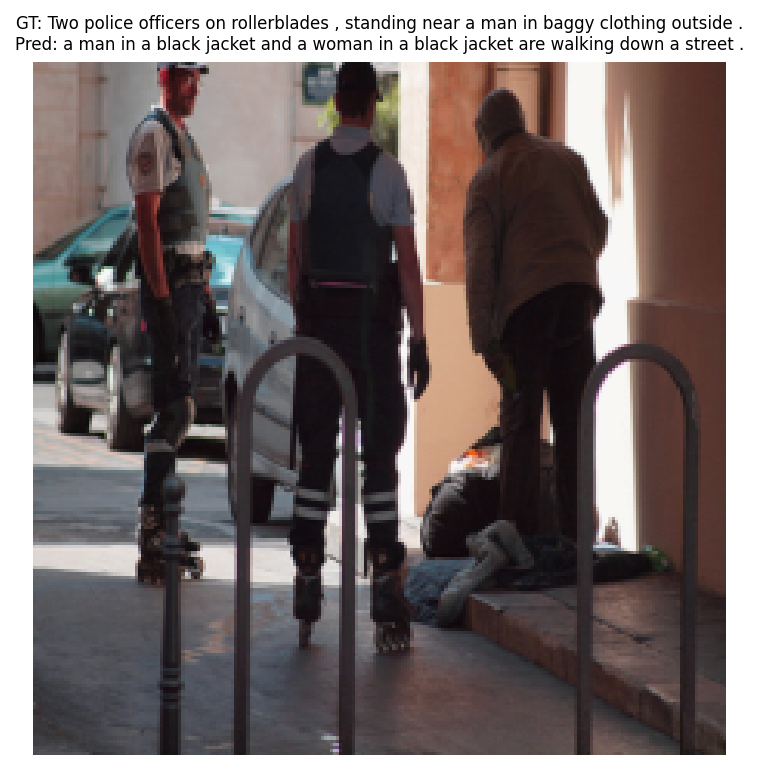 GT: Two police officers on rollerblades , standing near a man in baggy clothing outside .
Pred: a man in a black jacket and a woman in a black jacket are walking down a street .